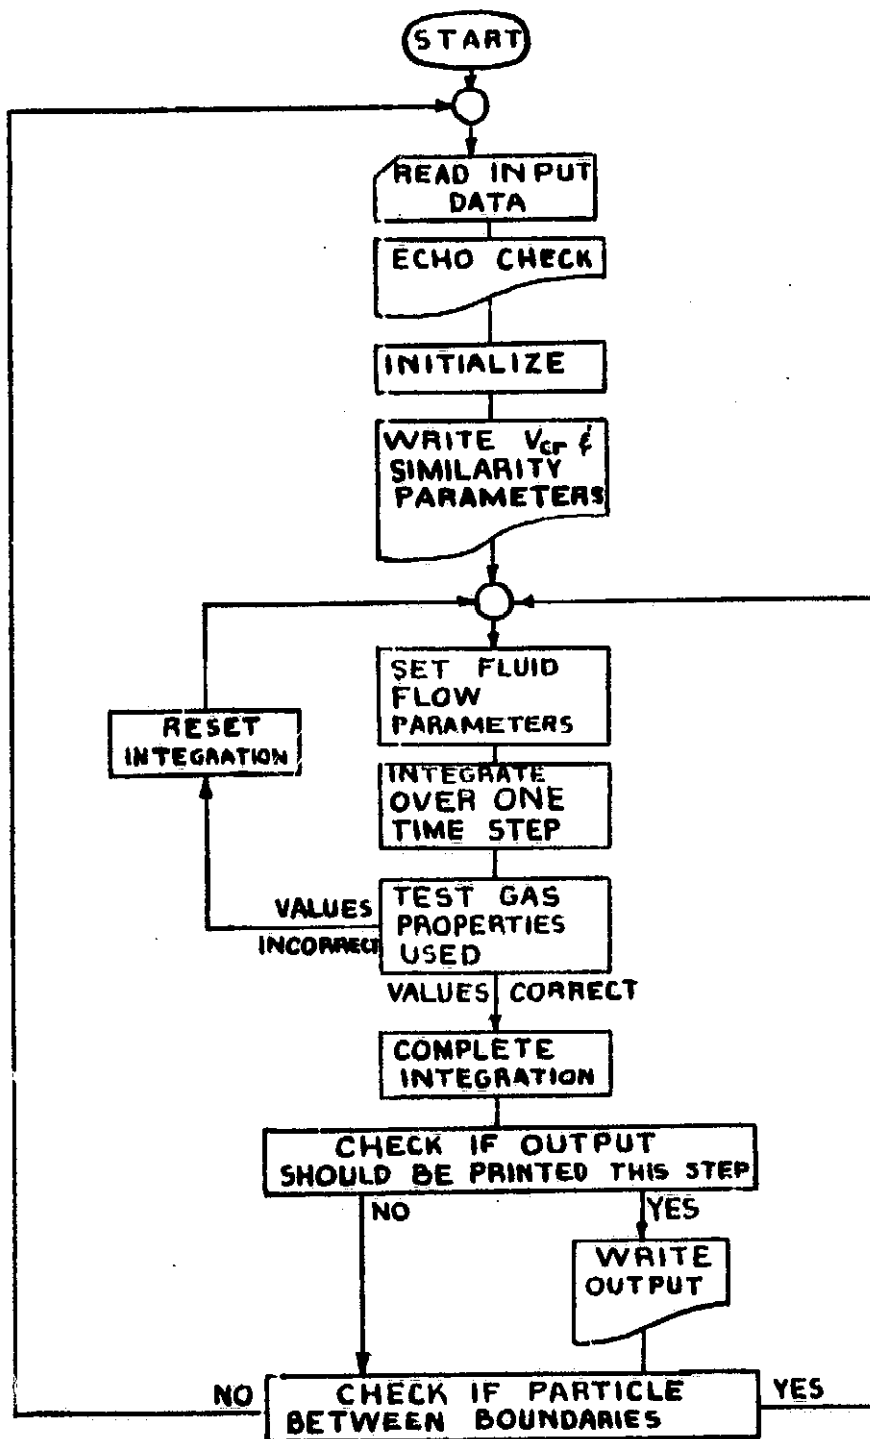 START
READ INPUT
DATA
ECHO CHECK
INITIALIZE
WRITE Vcr &
SIMILARITY
PARAMETERS
SET FLUID
FLOW
PARAMETERS
RESET
INTEGRATION
INTEGRATE
OVER ONE
TIME STEP
TEST GAS
PROPERTIES
USED
VALUES
INCORRECT
VALUES CORRECT
COMPLETE
INTEGRATION
CHECK IF OUTPUT
SHOULD BE PRINTED THIS STEP
NO
YES
WRITE
OUTPUT
NO
CHECK IF PARTICLE
BETWEEN BOUNDARIES
YES